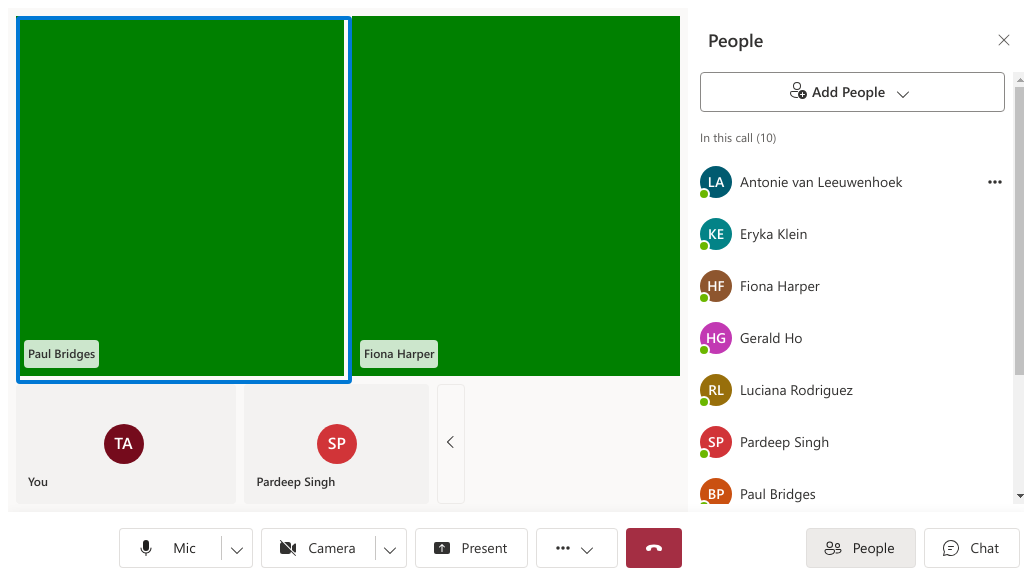 Paul Bridges
Fiona Harper
TA
You
SP
Pardeep Singh
People
Add People
In this call (10)
LA Antonie van Leeuwenhoek
KE Eryka Klein
HF Fiona Harper
HG Gerald Ho
RL Luciana Rodriguez
SP Pardeep Singh
BP Paul Bridges
Mic
Camera
Present
People
Chat